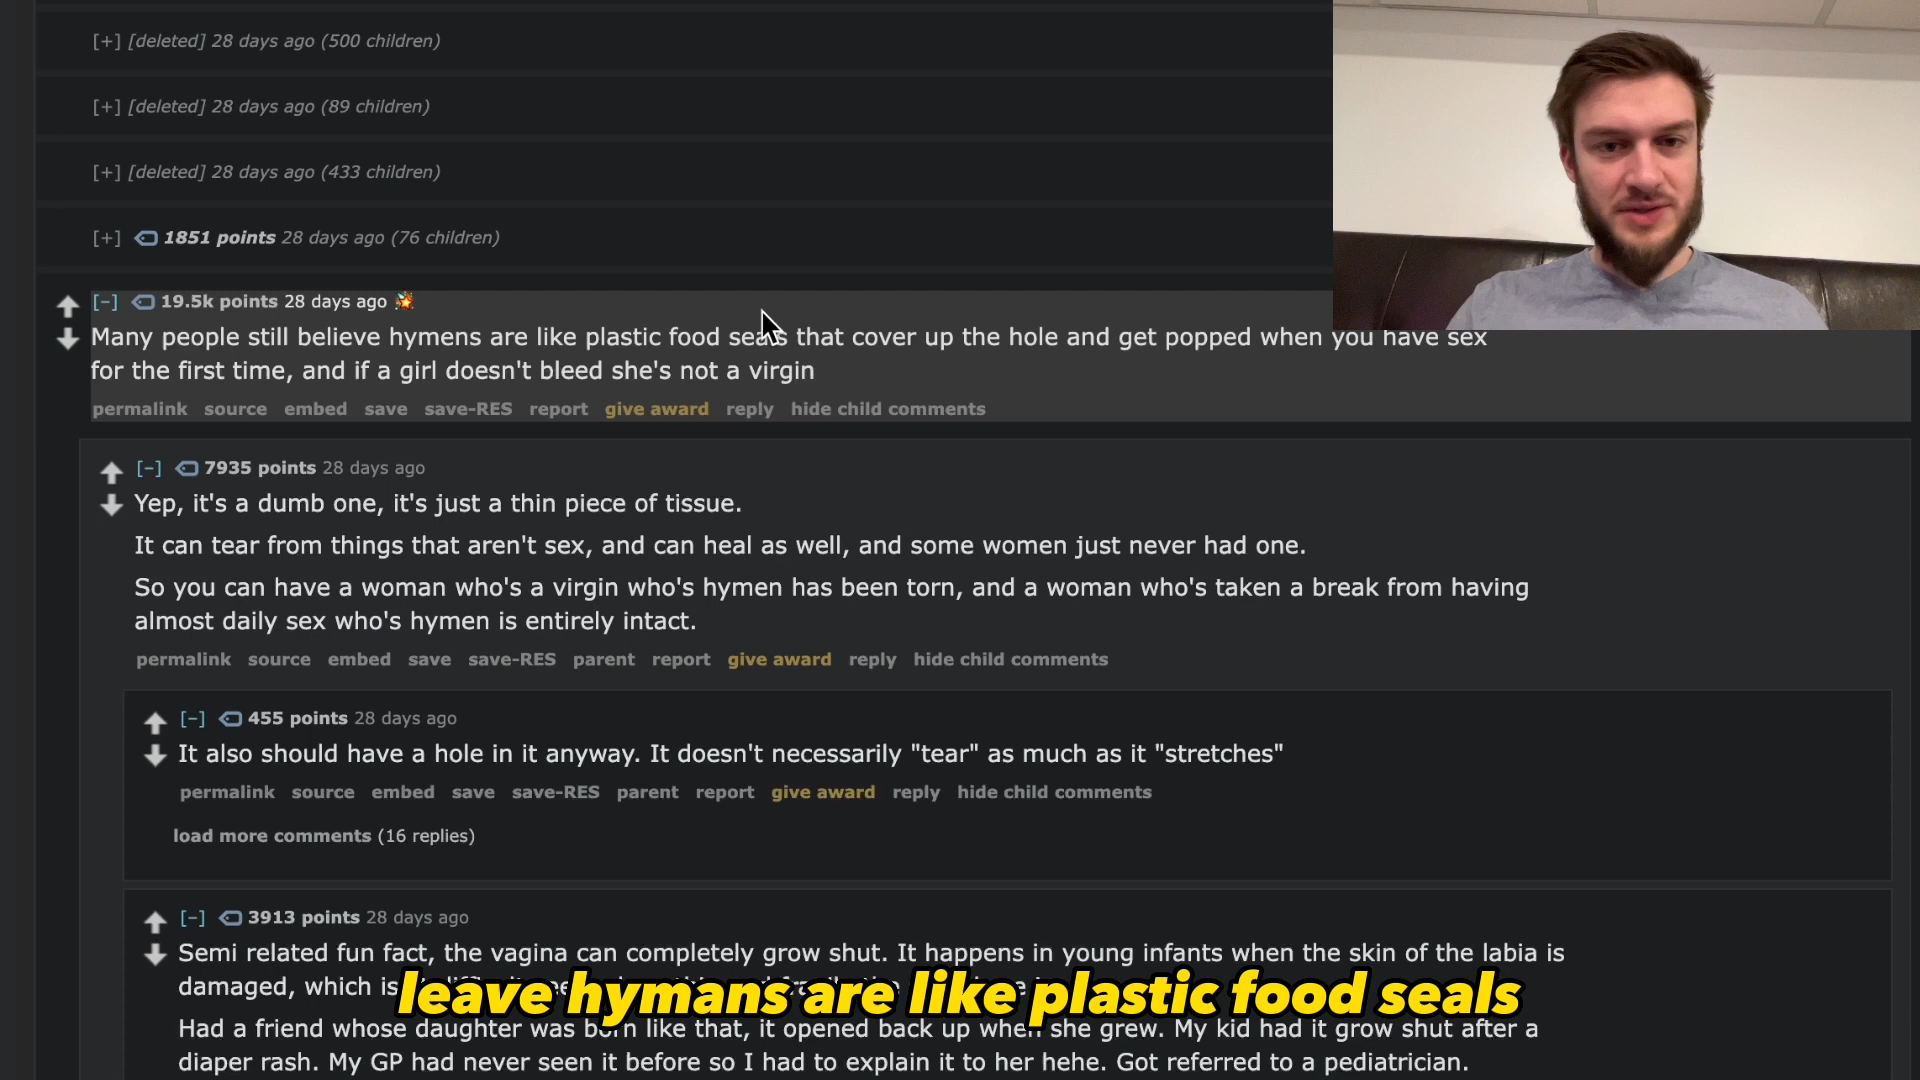 [+] [deleted] 28 days ago (500 children)
[+] [deleted] 28 days ago (89 children)
[+] [deleted] 28 days ago (433 children)
[+] 1851 points 28 days ago (76 children)
[-] 19.5k points 28 days ago
Many people still believe hymens are like plastic food seals that cover up the hole and get popped when you have sex
for the first time, and if a girl doesn't bleed she's not a virgin
permalink source embed save save-RES report give award reply hide child comments
[-] 7935 points 28 days ago
Yep, it's a dumb one, it's just a thin piece of tissue.
It can tear from things that aren't sex, and can heal as well, and some women just never had one.
So you can have a woman who's a virgin who's hymen has been torn, and a woman who's taken a break from having
almost daily sex who's hymen is entirely intact.
permalink source embed save save-RES parent report give award reply hide child comments
[-] 455 points 28 days ago
It also should have a hole in it anyway. It doesn't necessarily "tear" as much as it "stretches"
permalink source embed save save-RES parent report give award reply hide child comments
load more comments (16 replies)
[-] 3913 points 28 days ago
Semi related fun fact, the vagina can completely grow shut. It happens in young infants when the skin of the labia is
damaged, which is
leave hymans are like plastic food seals
Had a friend whose daughter was born like that, it opened back up when she grew. My kid had it grow shut after a
diaper rash. My GP had never seen it before so I had to explain it to her hehe. Got referred to a pediatrician.